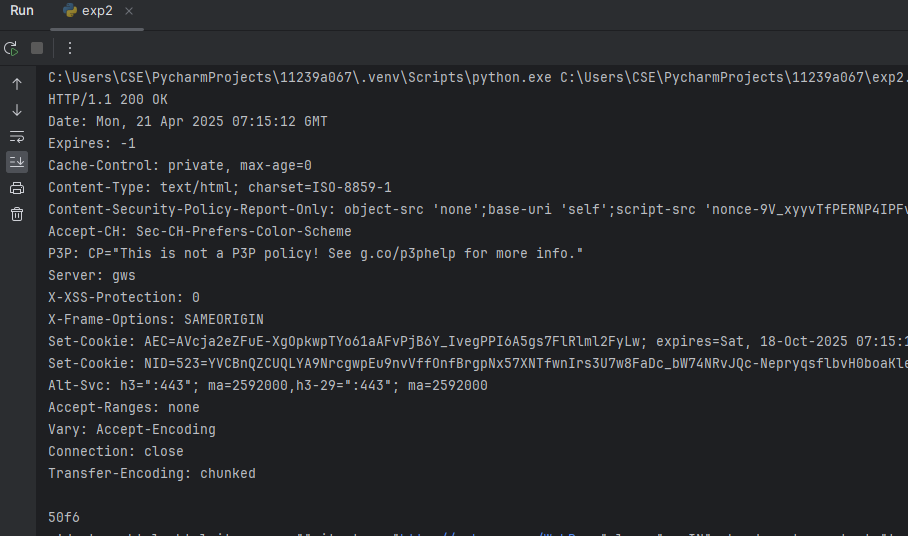 Run exp2
C:\Users\CSE\PycharmProjects\11239a067\.venv\Scripts\python.exe C:\Users\CSE\PycharmProjects\11239a067\exp2.
HTTP/1.1 200 OK
Date: Mon, 21 Apr 2025 07:15:12 GMT
Expires: -1
Cache-Control: private, max-age=0
Content-Type: text/html; charset=ISO-8859-1
Content-Security-Policy-Report-Only: object-src 'none';base-uri 'self';script-src 'nonce-9V_xyyvTfPERNP4IPFv
Accept-CH: Sec-CH-Prefers-Color-Scheme
P3P: CP="This is not a P3P policy! See g.co/p3phelp for more info."
Server: gws
X-XSS-Protection: 0
X-Frame-Options: SAMEORIGIN
Set-Cookie: AEC=AVcja2eZFuE-XgOpkwpTYo61aAFvPjB6Y_IvegPPI6A5gs7FlRlml2FyLw; expires=Sat, 18-Oct-2025 07:15:1
Set-Cookie: NID=523=YVCBnQZCUQLYA9NrcgwpEu9nvVffOnfBrgpNx57XNTfwnIrs3U7w8FaDc_bW74NRvJQc-NepryqsflbvH0boaKle
Alt-Svc: h3=":443"; ma=2592000,h3-29=":443"; ma=2592000
Accept-Ranges: none
Vary: Accept-Encoding
Connection: close
Transfer-Encoding: chunked
50f6